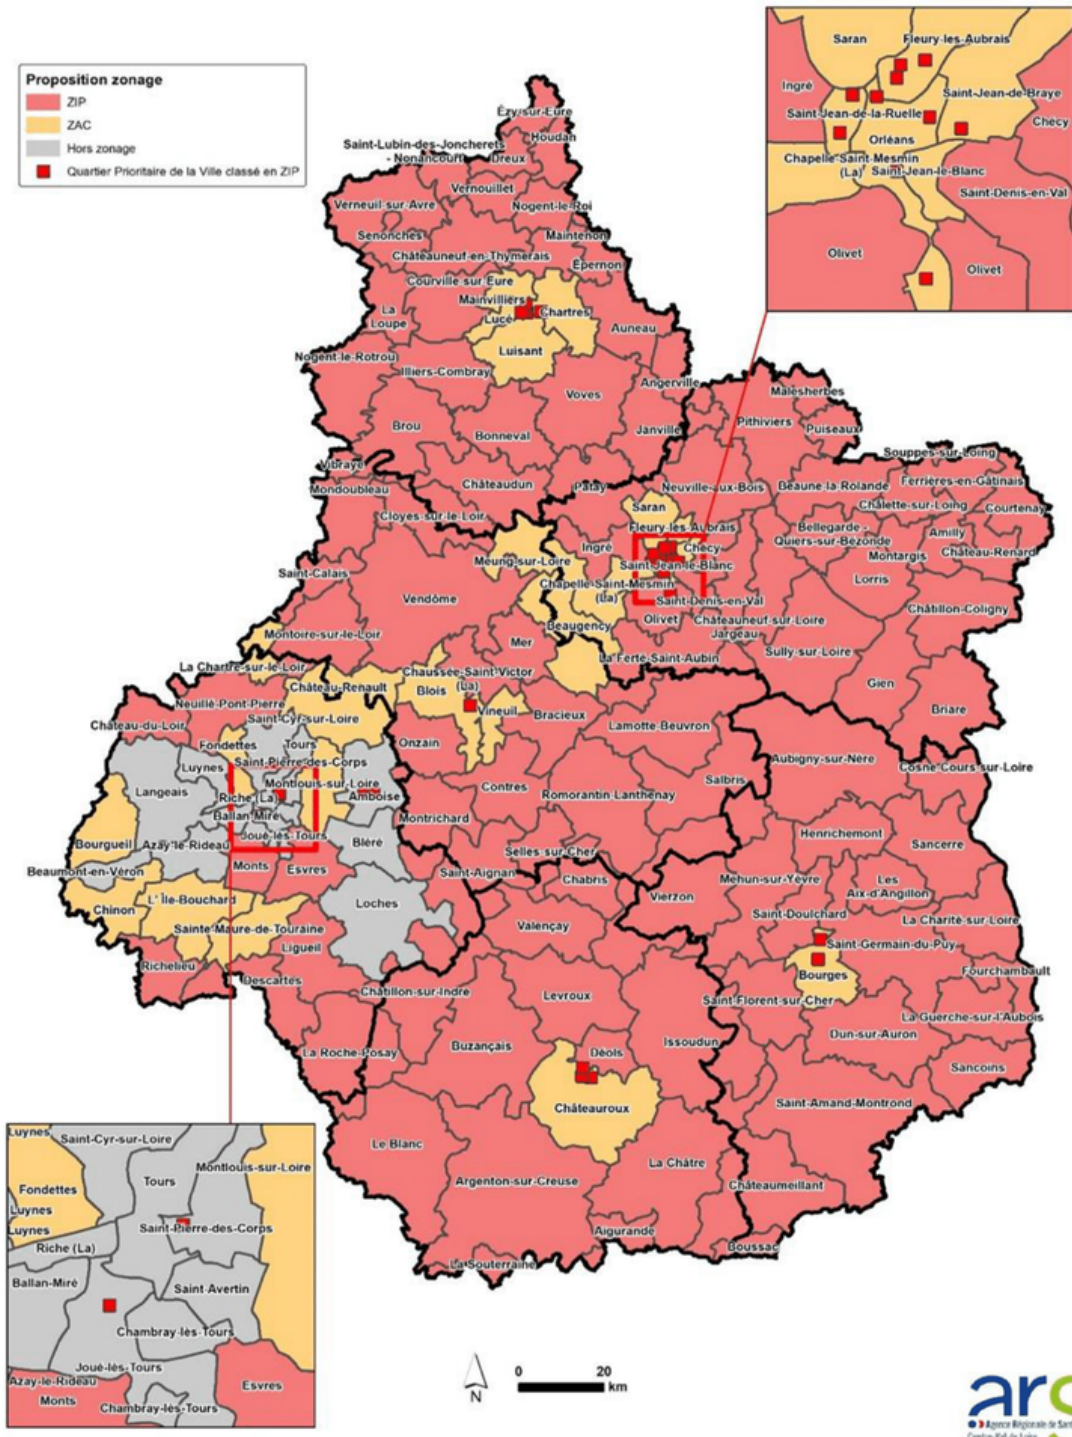 Proposition zonage
ZIP
ZAC
Hors zonage
Quartier Prioritaire de la Ville classé en ZIP
Saran
Fleury-les-Aubrais
Ingré
Saint-Jean-de-Braye
Saint-Jean-de-la-Ruelle
Checy
Orléans
Chapelle-Saint-Mesmin
(La)
Saint-Jean-le-Blanc
Saint-Denis-en-Val
Olivet
Olivet
Ézy-sur-Eure
Houdan
Saint-Lubin-des-Joncherets
- Nonancourt
Dreux
Vernouillet
Verneuil-sur-Avre
Nogent-le-Roi
Senonches
Maintenon
Châteauneuf-en-Thymerais
Épernon
Courville-sur-Eure
Mainvilliers
La
Loupe
Lucé
Chartres
Auneau
Luisant
Nogent-le-Rotrou
Illiers-Combray
Angerville
Voves
Malesherbes
Brou
Janville
Pithiviers
Puiseaux
Bonneval
Vibraye
Souppes-sur-Loing
Châteaudun
Patay
Neuville-aux-Bois
Beaune-la-Rolande
Ferrières-en-Gâtinais
Mondoubleau
Châlette-sur-Loing
Courtenay
Cloyes-sur-le-Loir
Saran
Fleury-les-Aubrais
Bellegarde -
Quiers-sur-Bézonde
Amilly
Ingré
Checy
Montargis
Château-Renard
Meung-sur-Loire
Saint-Jean-le-Blanc
Saint-Calais
Chapelle-Saint-Mesmin
(La)
Lorris
Vendôme
Saint-Denis-en-Val
Châtillon-Coligny
Beaugency
Olivet
Châteauneuf-sur-Loire
Jargeau
Montoire-sur-le-Loir
Mer
Sully-sur-Loire
La Ferté-Saint-Aubin
La Chartre-sur-le-Loir
Chaussée-Saint-Victor
(La)
Gien
Château-Renault
Blois
Neuillé-Pont-Pierre
Vineuil
Bracieux
Briare
Château-du-Loir
Saint-Cyr-sur-Loire
Lamotte-Beuvron
Fondettes
Tours
Onzain
Aubigny-sur-Nère
Saint-Pierre-des-Corps
Cosne-Cours-sur-Loire
Luynes
Montlouis-sur-Loire
Salbris
Langeais
Riche (La)
Amboise
Contres
Romorantin-Lanthenay
Ballan-Miré
Montrichard
Henrichemont
Joué-lès-Tours
Bléré
Sancerre
Bourgueil
Azay-le-Rideau
Selles-sur-Cher
Beaumont-en-Véron
Monts
Esvres
Saint-Aignan
Chabris
Mehun-sur-Yèvre
Les
Aix-d'Angillon
L' Île-Bouchard
Loches
Vierzon
Chinon
Saint-Doulchard
La Charité-sur-Loire
Sainte-Maure-de-Touraine
Valençay
Saint-Germain-du-Puy
Ligueil
Richelieu
Bourges
Fourchambault
Descartes
Châtillon-sur-Indre
Levroux
Saint-Florent-sur-Cher
La Guerche-sur-l'Aubois
Dun-sur-Auron
La Roche-Posay
Buzançais
Déols
Issoudun
Sancoins
Châteauroux
Saint-Amand-Montrond
Le Blanc
La Châtre
Argenton-sur-Creuse
Châteaumeillant
Aigurande
Boussac
La Souterraine
Luynes
Saint-Cyr-sur-Loire
Tours
Montlouis-sur-Loire
Fondettes
Luynes
Luynes
Saint-Pierre-des-Corps
Riche (La)
Ballan-Miré
Saint-Avertin
Chambray-lès-Tours
Joué-lès-Tours
Azay-le-Rideau
Monts
Esvres
Chambray-lès-Tours
N
0 20
km
ars
Agence Régionale de Sant
Centre-Val de Loire